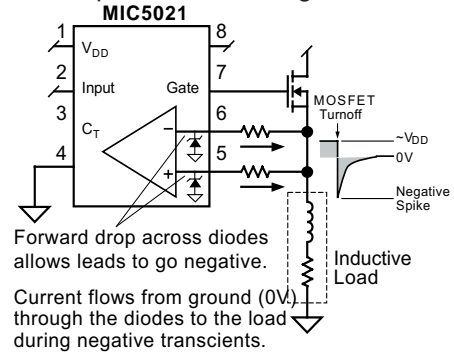 MIC5021
1
8
VDD
2
7
Input
Gate
MOSFET
Turnoff
3
6
CT
−
~VDD
0V
4
5
+
Negative
Spike
Forward drop across diodes
allows leads to go negative.
Inductive
Load
Current flows from ground (0V)
through the diodes to the load
during negative transcients.